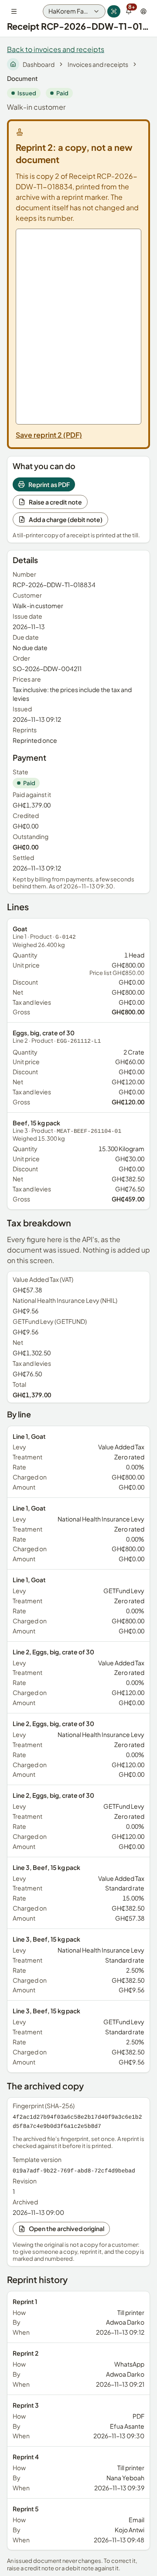 HaKorem Fa...
9+
Receipt RCP-2026-DDW-T1-01...
Back to invoices and receipts
Dashboard > Invoices and receipts >
Document
Issued
Paid
Walk-in customer
Reprint 2: a copy, not a new
document
This is copy 2 of Receipt RCP-2026-
DDW-T1-018834, printed from the
archive with a reprint marker. The
document itself has not changed and
keeps its number.
Save reprint 2 (PDF)
What you can do
Reprint as PDF
Raise a credit note
Add a charge (debit note)
A till-printer copy of a receipt is printed at the till.
Details
Number
RCP-2026-DDW-T1-018834
Customer
Walk-in customer
Issue date
2026-11-13
Due date
No due date
Order
SO-2026-DDW-004211
Prices are
Tax inclusive: the prices include the tax and
levies
Issued
2026-11-13 09:12
Reprints
Reprinted once
Payment
State
Paid
Paid against it
GH₵1,379.00
Credited
GH₵0.00
Outstanding
GH₵0.00
Settled
2026-11-13 09:12
Kept by billing from payments, a few seconds
behind them. As of 2026-11-13 09:30.
Lines
Goat
Line 1 · Product · G-0142
Weighed 26.400 kg
Quantity 1 Head
Unit price GH₵800.00
Price list GH₵850.00
Discount GH₵0.00
Net GH₵800.00
Tax and levies GH₵0.00
Gross GH₵800.00
Eggs, big, crate of 30
Line 2 · Product · EGG-261112-L1
Quantity 2 Crate
Unit price GH₵60.00
Discount GH₵0.00
Net GH₵120.00
Tax and levies GH₵0.00
Gross GH₵120.00
Beef, 15 kg pack
Line 3 · Product · MEAT-BEEF-261104-01
Weighed 15.300 kg
Quantity 15.300 Kilogram
Unit price GH₵30.00
Discount GH₵0.00
Net GH₵382.50
Tax and levies GH₵76.50
Gross GH₵459.00
Tax breakdown
Every figure here is the API's, as the
document was issued. Nothing is added up
on this screen.
Value Added Tax (VAT)
GH₵57.38
National Health Insurance Levy (NHIL)
GH₵9.56
GETFund Levy (GETFUND)
GH₵9.56
Net
GH₵1,302.50
Tax and levies
GH₵76.50
Total
GH₵1,379.00
By line
Line 1, Goat
Levy Value Added Tax
Treatment Zero rated
Rate 0.00%
Charged on GH₵800.00
Amount GH₵0.00
Line 1, Goat
Levy National Health Insurance Levy
Treatment Zero rated
Rate 0.00%
Charged on GH₵800.00
Amount GH₵0.00
Line 1, Goat
Levy GETFund Levy
Treatment Zero rated
Rate 0.00%
Charged on GH₵800.00
Amount GH₵0.00
Line 2, Eggs, big, crate of 30
Levy Value Added Tax
Treatment Zero rated
Rate 0.00%
Charged on GH₵120.00
Amount GH₵0.00
Line 2, Eggs, big, crate of 30
Levy National Health Insurance Levy
Treatment Zero rated
Rate 0.00%
Charged on GH₵120.00
Amount GH₵0.00
Line 2, Eggs, big, crate of 30
Levy GETFund Levy
Treatment Zero rated
Rate 0.00%
Charged on GH₵120.00
Amount GH₵0.00
Line 3, Beef, 15 kg pack
Levy Value Added Tax
Treatment Standard rate
Rate 15.00%
Charged on GH₵382.50
Amount GH₵57.38
Line 3, Beef, 15 kg pack
Levy National Health Insurance Levy
Treatment Standard rate
Rate 2.50%
Charged on GH₵382.50
Amount GH₵9.56
Line 3, Beef, 15 kg pack
Levy GETFund Levy
Treatment Standard rate
Rate 2.50%
Charged on GH₵382.50
Amount GH₵9.56
The archived copy
Fingerprint (SHA-256)
The archived file's fingerprint, set once. A reprint is
checked against it before it is printed.
Template version
019a7adf-9b22-769f-abd8-72cf4d9bebad
Revision
1
Archived
2026-11-13 09:00
Open the archived original
Viewing the original is not a copy for a customer:
to give someone a copy, reprint it, and the copy is
marked and numbered.
Reprint history
Reprint 1
How Till printer
By Adwoa Darko
When 2026-11-13 09:12
Reprint 2
How WhatsApp
By Adwoa Darko
When 2026-11-13 09:21
Reprint 3
How PDF
By Efua Asante
When 2026-11-13 09:30
Reprint 4
How Till printer
By Nana Yeboah
When 2026-11-13 09:39
Reprint 5
How Email
By Kojo Antwi
When 2026-11-13 09:48
An issued document never changes. To correct it,
raise a credit note or a debit note against it.